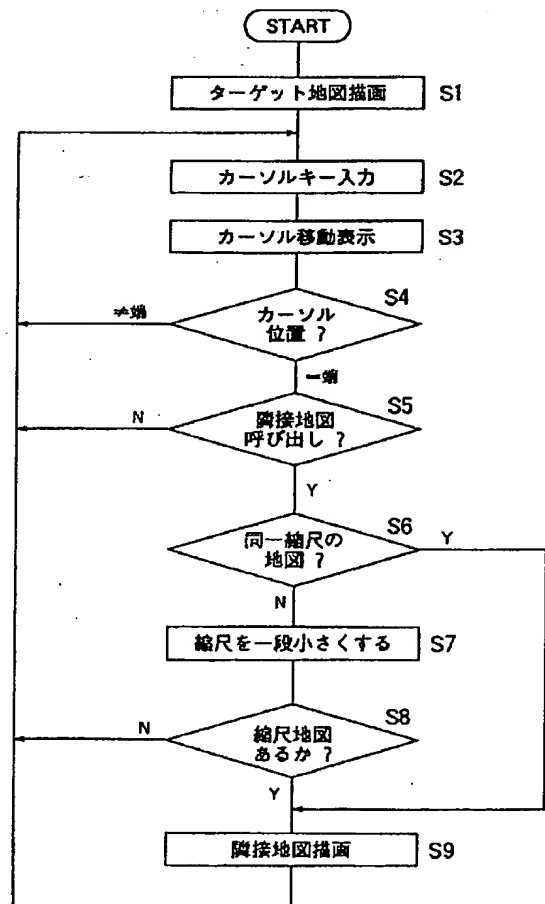 START
ターゲット地図描画 S1
カーソルキー入力 S2
カーソル移動表示 S3
S4
カーソル
位置 ?
≠端
=端
S5
隣接地図
呼び出し ?
N
Y
S6
同一縮尺の
地図 ?
Y
N
縮尺を一段小さくする S7
S8
縮尺地図
あるか ?
N
Y
隣接地図描画 S9